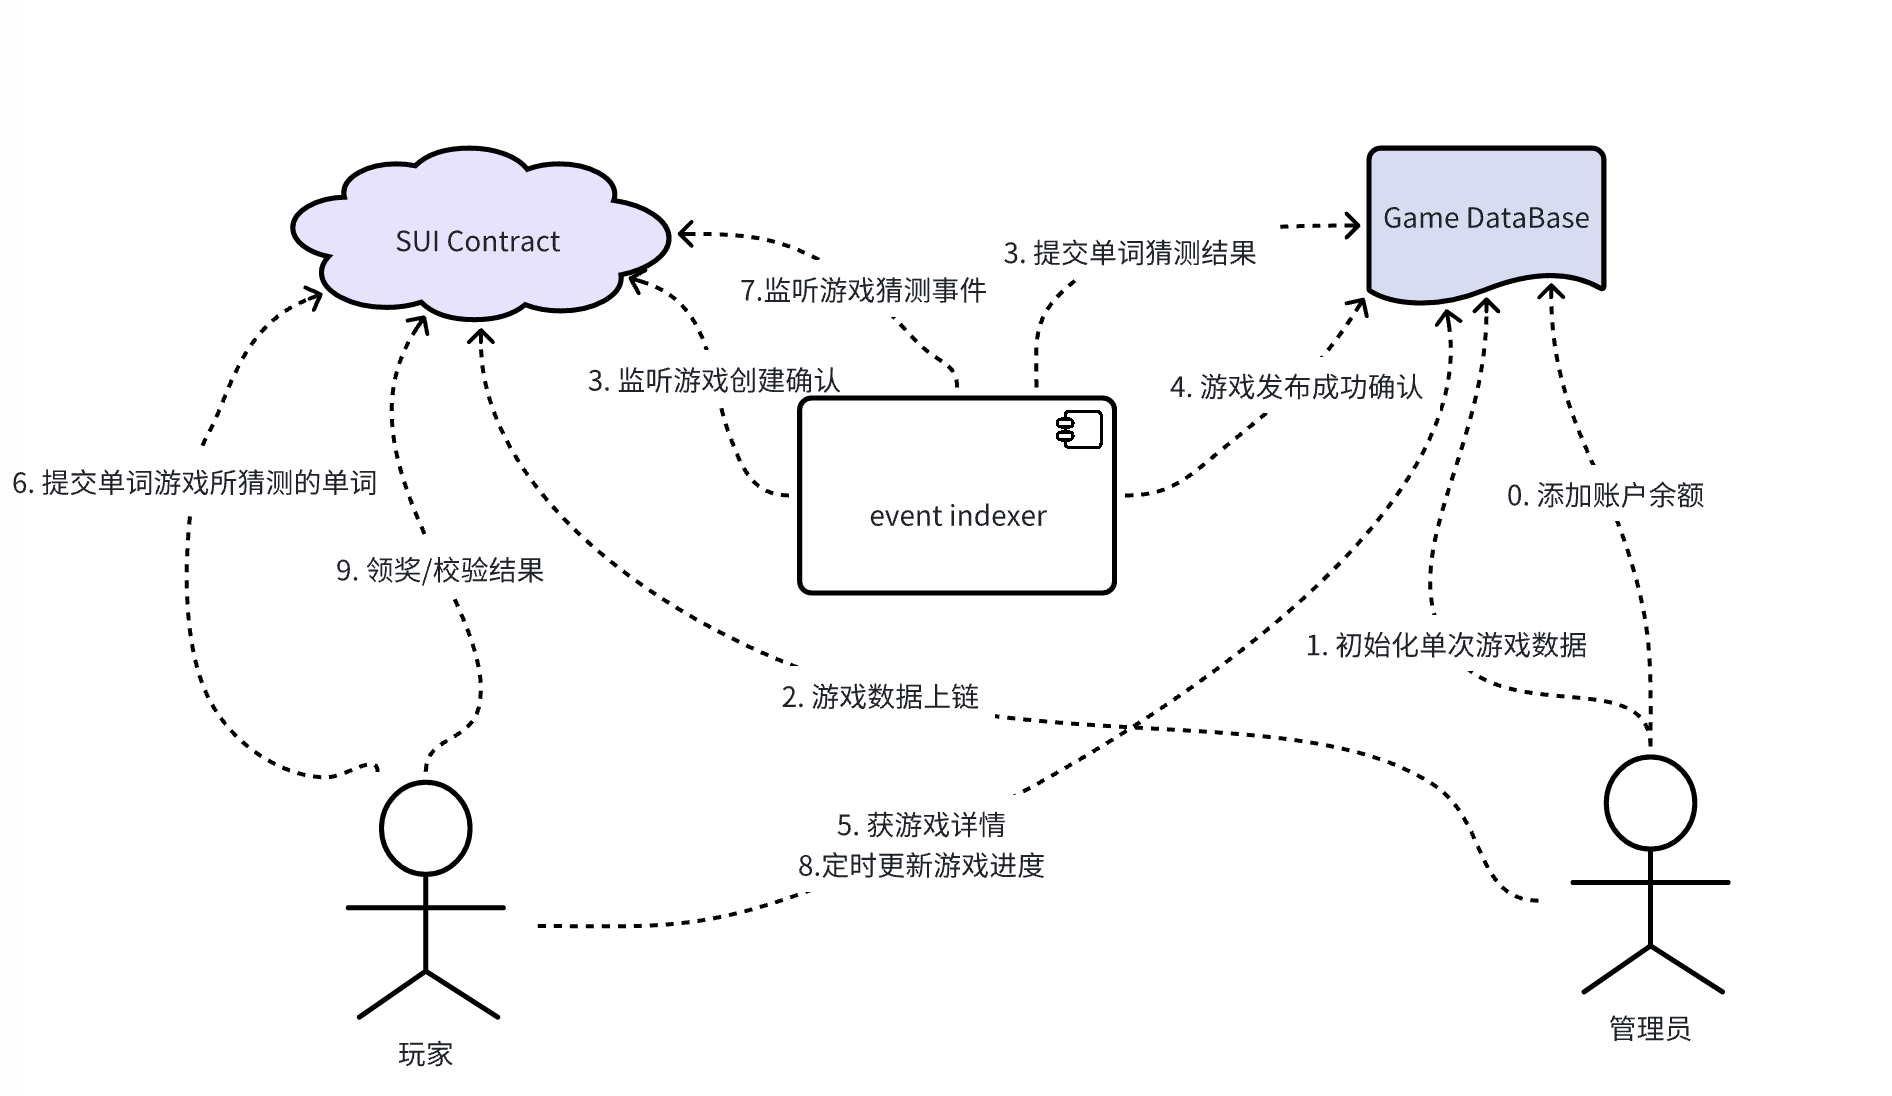 SUI Contract
Game DataBase
3. 提交单词猜测结果
7.监听游戏猜测事件
3. 监听游戏创建确认
4. 游戏发布成功确认
6. 提交单词游戏所猜测的单词
0. 添加账户余额
event indexer
9. 领奖/校验结果
1. 初始化单次游戏数据
2. 游戏数据上链
5. 获游戏详情
8.定时更新游戏进度
管理员
玩家